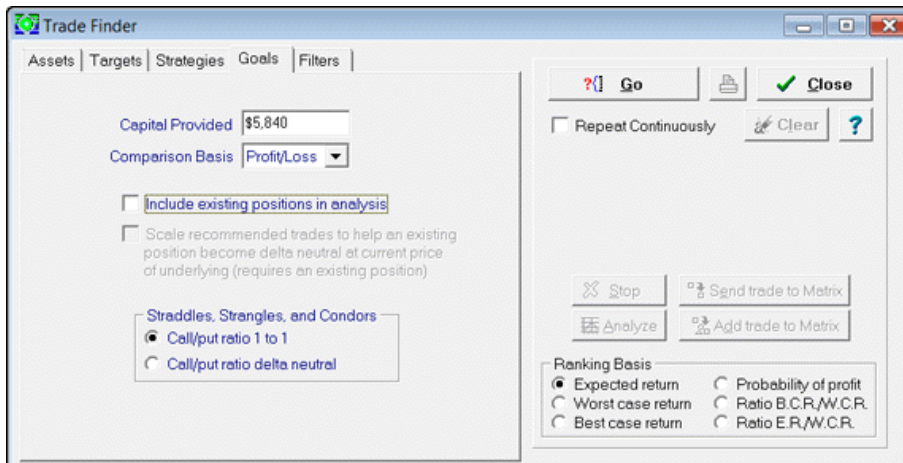 Trade Finder
Assets Targets Strategies Goals Filters
Capital Provided $5,840
Comparison Basis Profit/Loss
Include existing positions in analysis
Scale recommended trades to help an existing
position become delta neutral at current price
of underlying (requires an existing position)
Straddles, Strangles, and Condors
Call/put ratio 1 to 1
Call/put ratio delta neutral
?{] Go
Close
Repeat Continuously
Clear
?
Stop
Send trade to Matrix
Analyze
Add trade to Matrix
Ranking Basis
Expected return
Probability of profit
Worst case return
Ratio B.C.R./W.C.R.
Best case return
Ratio E.R./W.C.R.